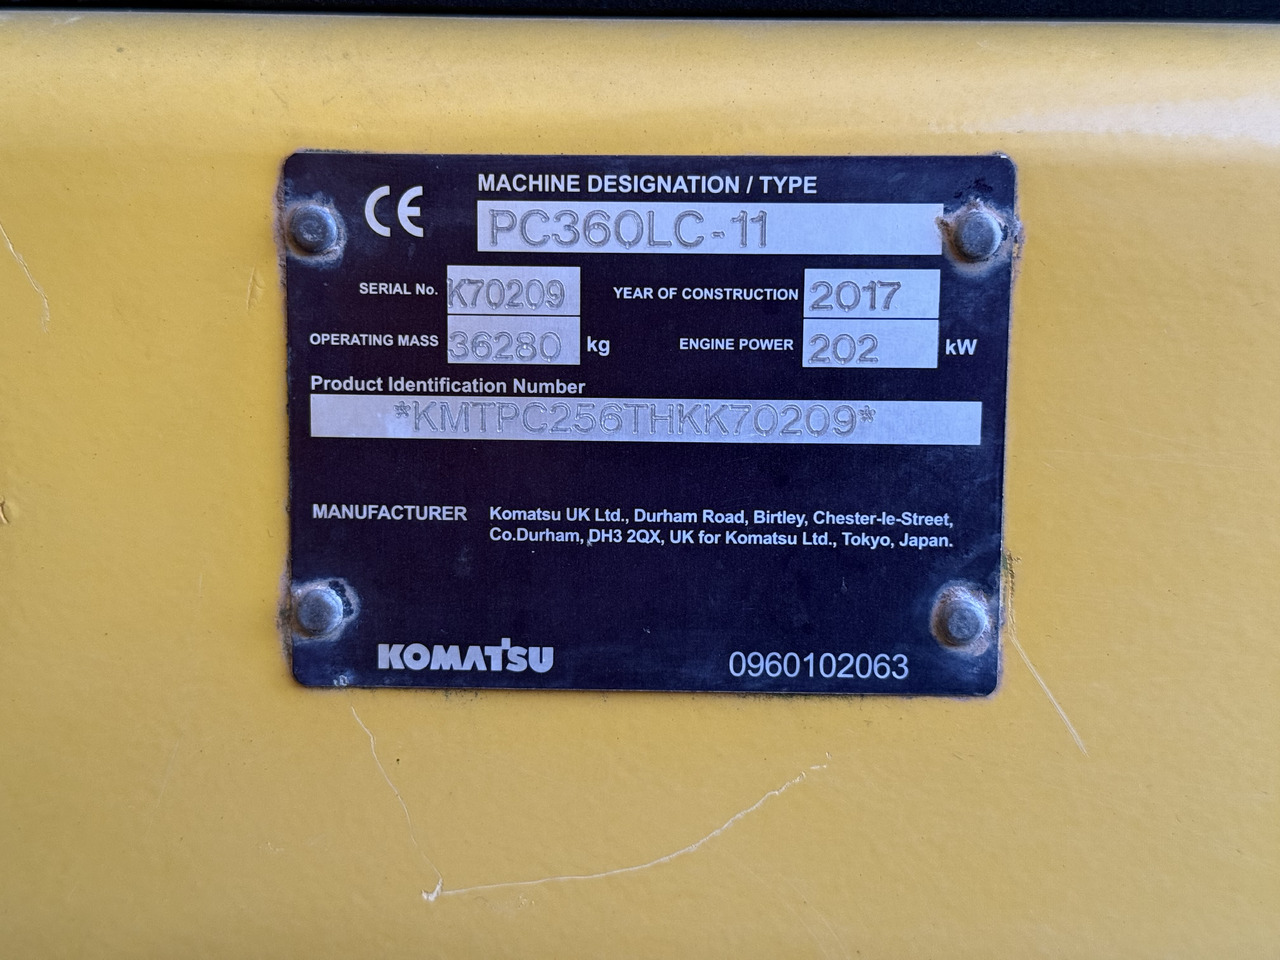 CE
MACHINE DESIGNATION / TYPE
PC360LC-11
SERIAL No. K70209 YEAR OF CONSTRUCTION 2017
OPERATING MASS 36280 kg ENGINE POWER 202 kW
Product Identification Number
*KMTPC256THKK70209*
MANUFACTURER Komatsu UK Ltd., Durham Road, Birtley, Chester-le-Street,
Co.Durham, DH3 2QX, UK for Komatsu Ltd., Tokyo, Japan.
KOMATSU 0960102063